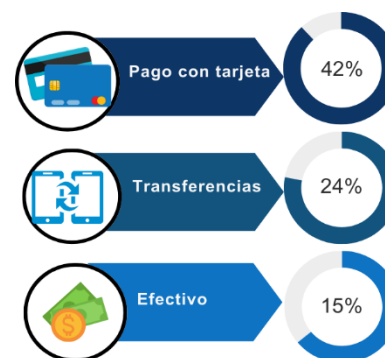 Pago con tarjeta
42%
Transferencias
24%
Efectivo
15%